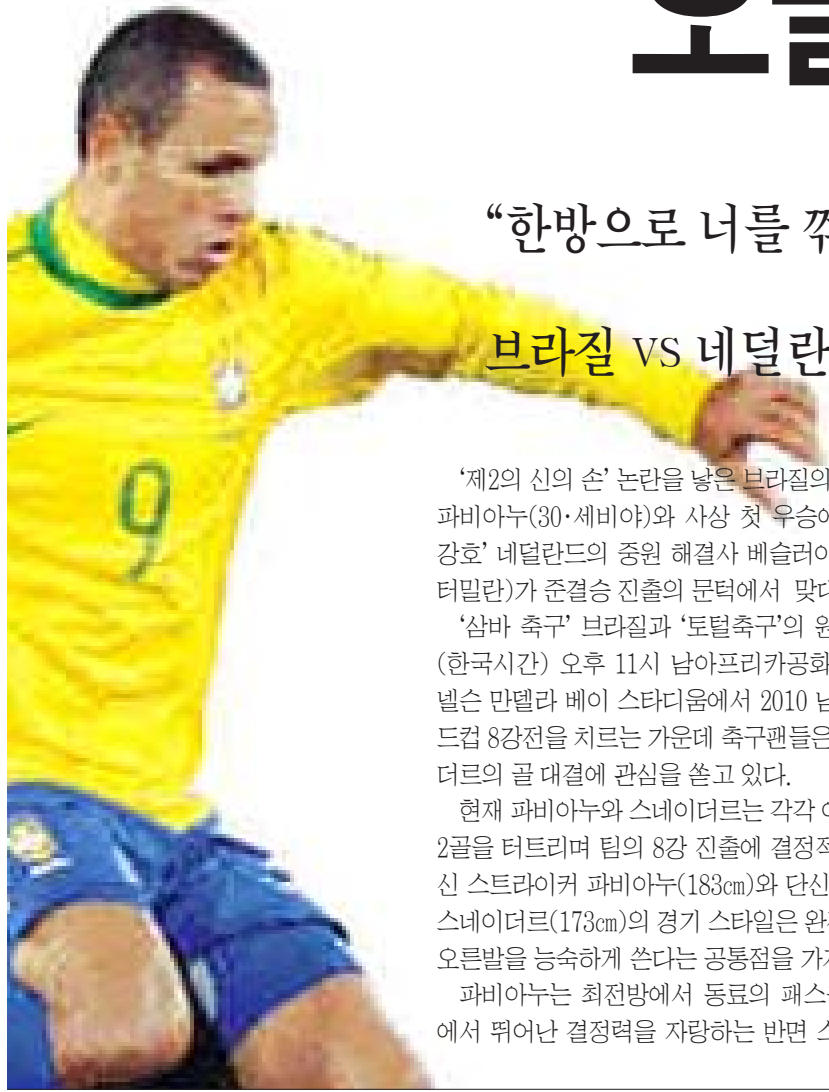 오늘
“한방으로 너를 꺾
브라질 VS 네덜란
9
‘제2의 신의 손’ 논란을 낳은 브라질의
파비아누(30·세비야)와 사상 첫 우승에
강호’ 네덜란드의 중원 해결사 베슬러이
터밀란)가 준결승 진출의 문턱에서 맞대
‘삼바 축구’ 브라질과 ‘토털축구’의 원
(한국시간) 오후 11시 남아프리카공화
넬슨 만델라 베이 스타디움에서 2010 남
드컵 8강전을 치르는 가운데 축구팬들은
더르의 골 대결에 관심을 쏟고 있다.
현재 파비아누와 스네이더르는 각각 이
2골을 터트리며 팀의 8강 진출에 결정적
신 스트라이커 파비아누(183㎝)와 단신
스네이더르(173㎝)의 경기 스타일은 완
오른발을 능숙하게 쓴다는 공통점을 가지
파비아누는 최전방에서 동료의 패스
에서 뛰어난 결정력을 자랑하는 반면 스